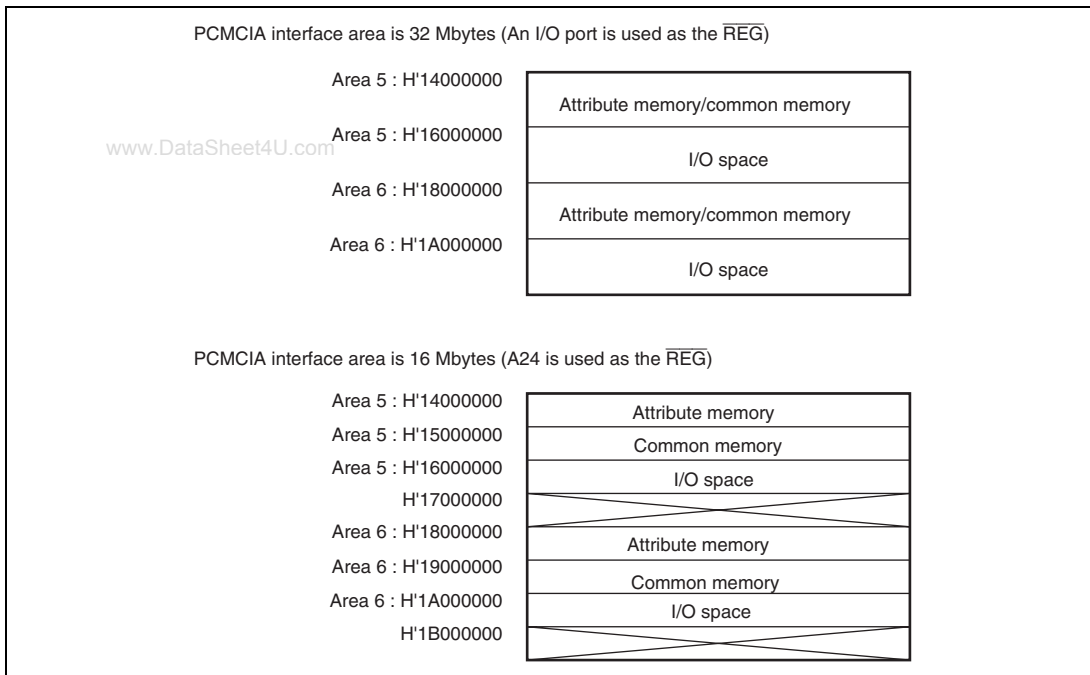 PCMCIA interface area is 32 Mbytes (An I/O port is used as the REG)
Area 5 : H'14000000
Attribute memory/common memory
www.DataSheet4U.com
Area 5 : H'16000000
I/O space
Area 6 : H'18000000
Attribute memory/common memory
Area 6 : H'1A000000
I/O space
PCMCIA interface area is 16 Mbytes (A24 is used as the REG)
Area 5 : H'14000000
Attribute memory
Area 5 : H'15000000
Common memory
Area 5 : H'16000000
I/O space
H'17000000
Area 6 : H'18000000
Attribute memory
Area 6 : H'19000000
Common memory
Area 6 : H'1A000000
I/O space
H'1B000000